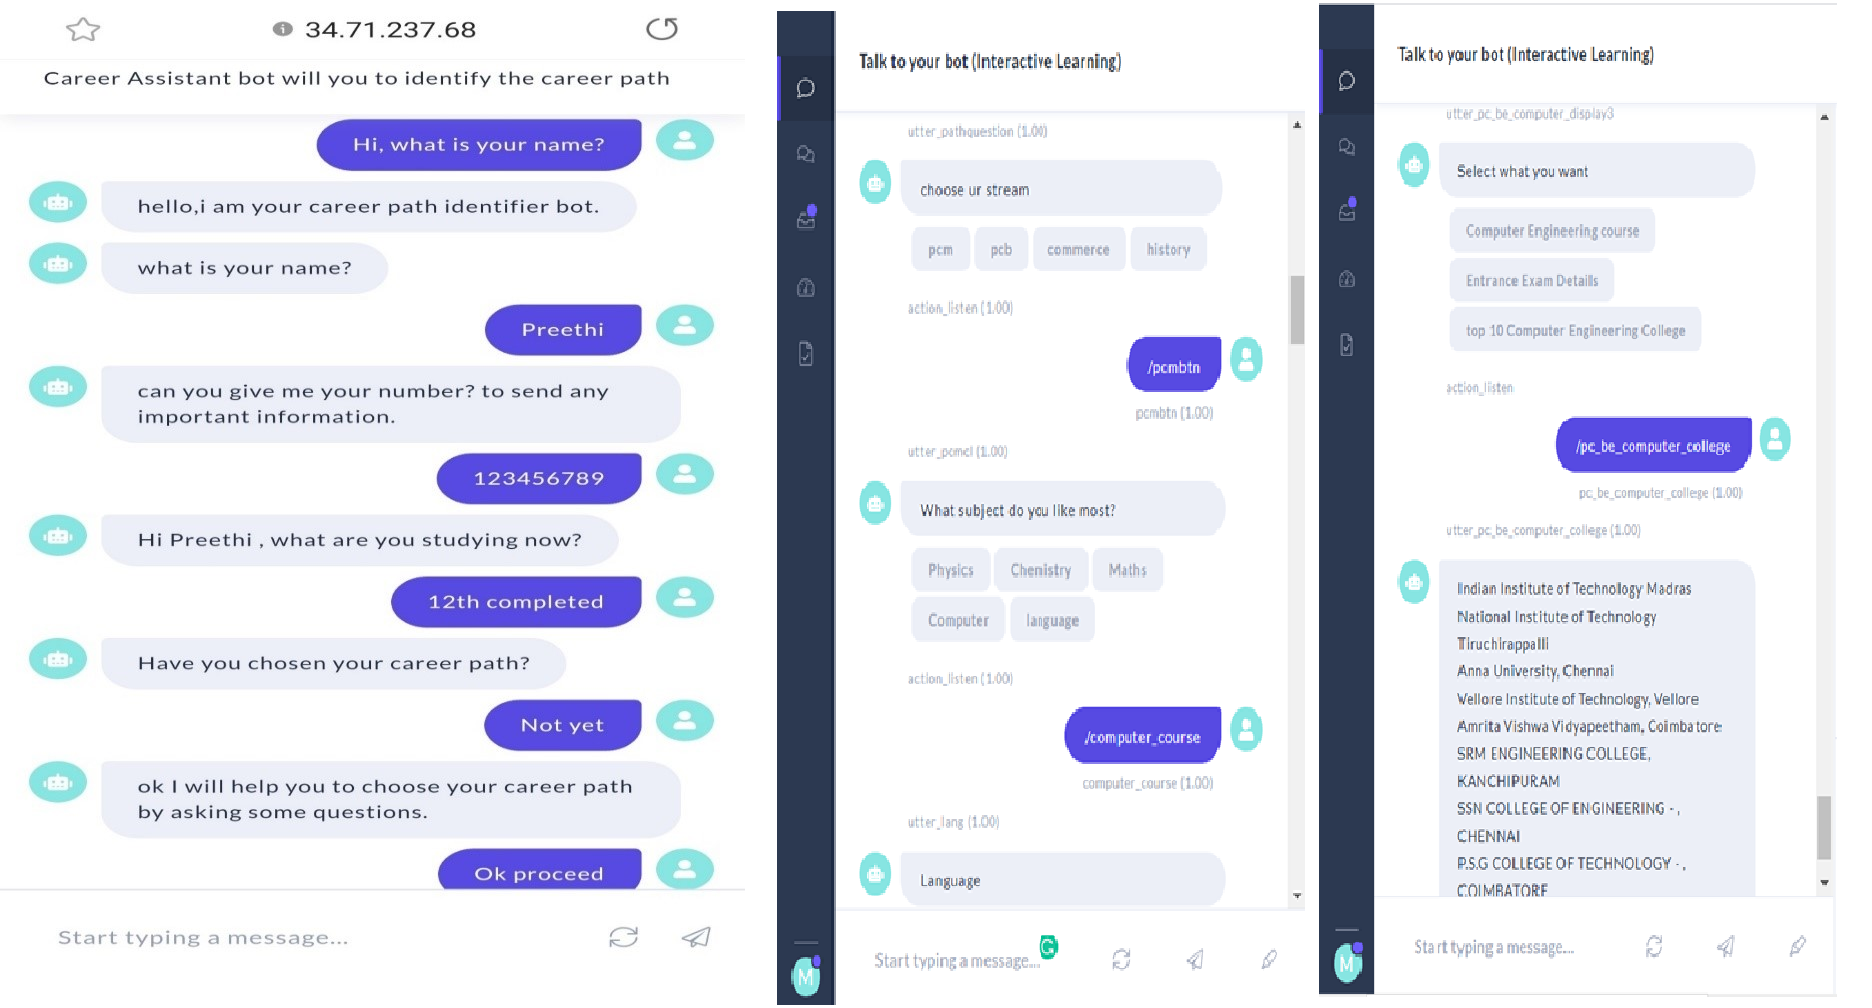 34.71.237.68
Career Assistant bot will you to identify the career path
Hi, what is your name?
hello,i am your career path identifier bot.
what is your name?
Preethi
can you give me your number? to send any
important information.
123456789
Hi Preethi , what are you studying now?
12th completed
Have you chosen your career path?
Not yet
ok I will help you to choose your career path
by asking some questions.
Ok proceed
Start typing a message...
Talk to your bot (Interactive Learning)
utter_pathquestion (1.00)
choose ur stream
pcm pcb commerce history
action_listen (1.00)
/pcmbtn
pcmbtn (1.00)
utter_pcmcl (1.00)
What subject do you like most?
Physics Chemistry Maths
Computer language
action_listen (1.00)
/computer_course
computer_course (1.00)
utter_lang (1.00)
Language
Start typing a message...
G
M
Talk to your bot (Interactive Learning)
utter_pc_be_computer_display3
Select what you want
Computer Engineering course
Entrance Exam Details
top 10 Computer Engineering College
action_listen
/pc_be_computer_college
pc_be_computer_college (1.00)
utter_pc_be_computer_college (1.00)
Iindian Institute of Technology Madras
National Institute of Technology
Tiruchirappalli
Anna University, Chennai
Vellore Institute of Technology, Vellore
Amrita Vishwa Vidyapeetham, Coimbatore
SRM ENGINEERING COLLEGE,
KANCHIPURAM
SSN COLLEGE OF ENGINEERING - ,
CHENNAI
P.S.G COLLEGE OF TECHNOLOGY - ,
COIMBATORE
Start typing a message...
M